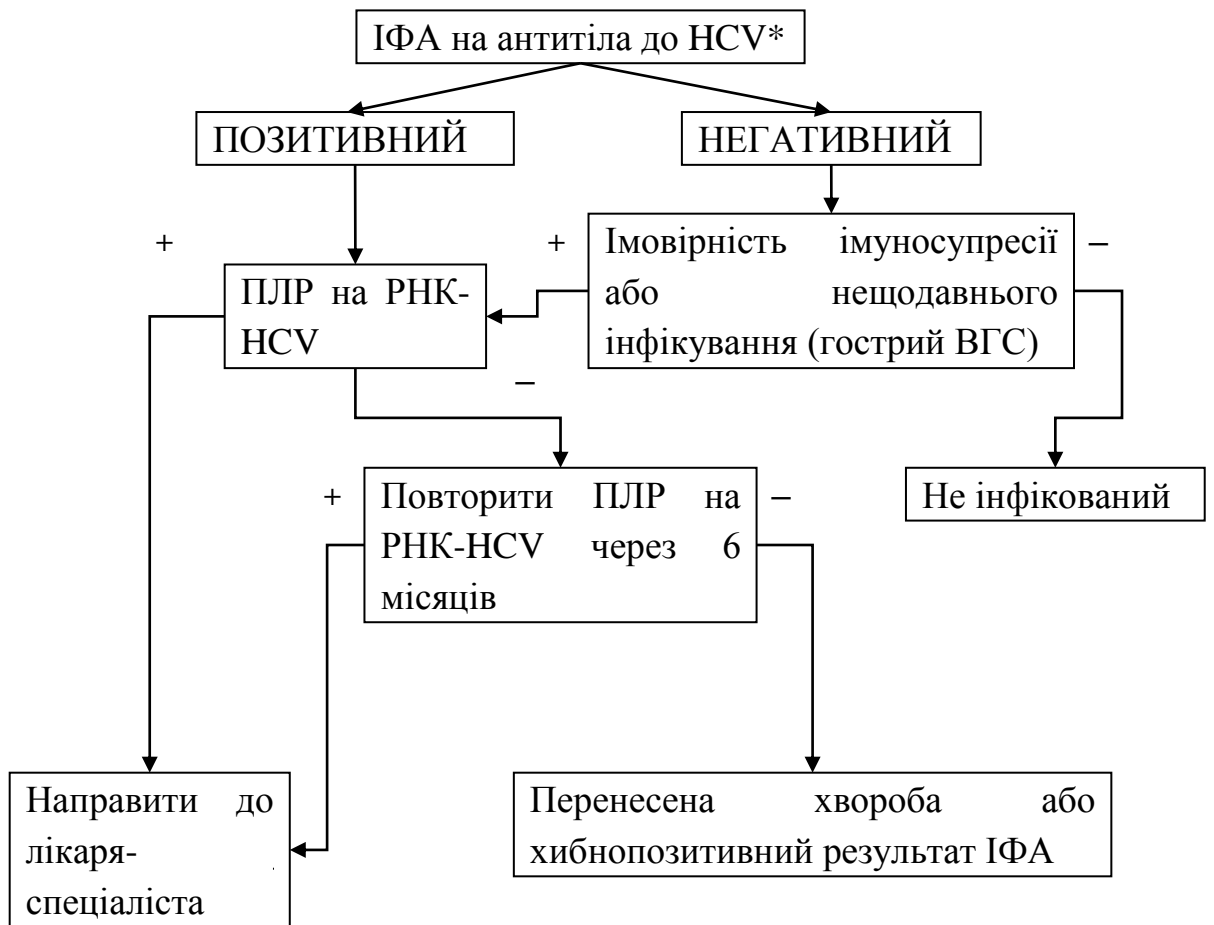 ІФА на антитіла до HCV*
ПОЗИТИВНИЙ
НЕГАТИВНИЙ
+
+
Імовірність імуносупресії
або нещодавнього
інфікування (гострий ВГС)
–
ПЛР на РНК-
HCV
–
+
Повторити ПЛР на
РНК-HCV через 6
місяців
–
Не інфікований
Направити до
лікаря-
спеціаліста
Перенесена хвороба або
хибнопозитивний результат ІФА